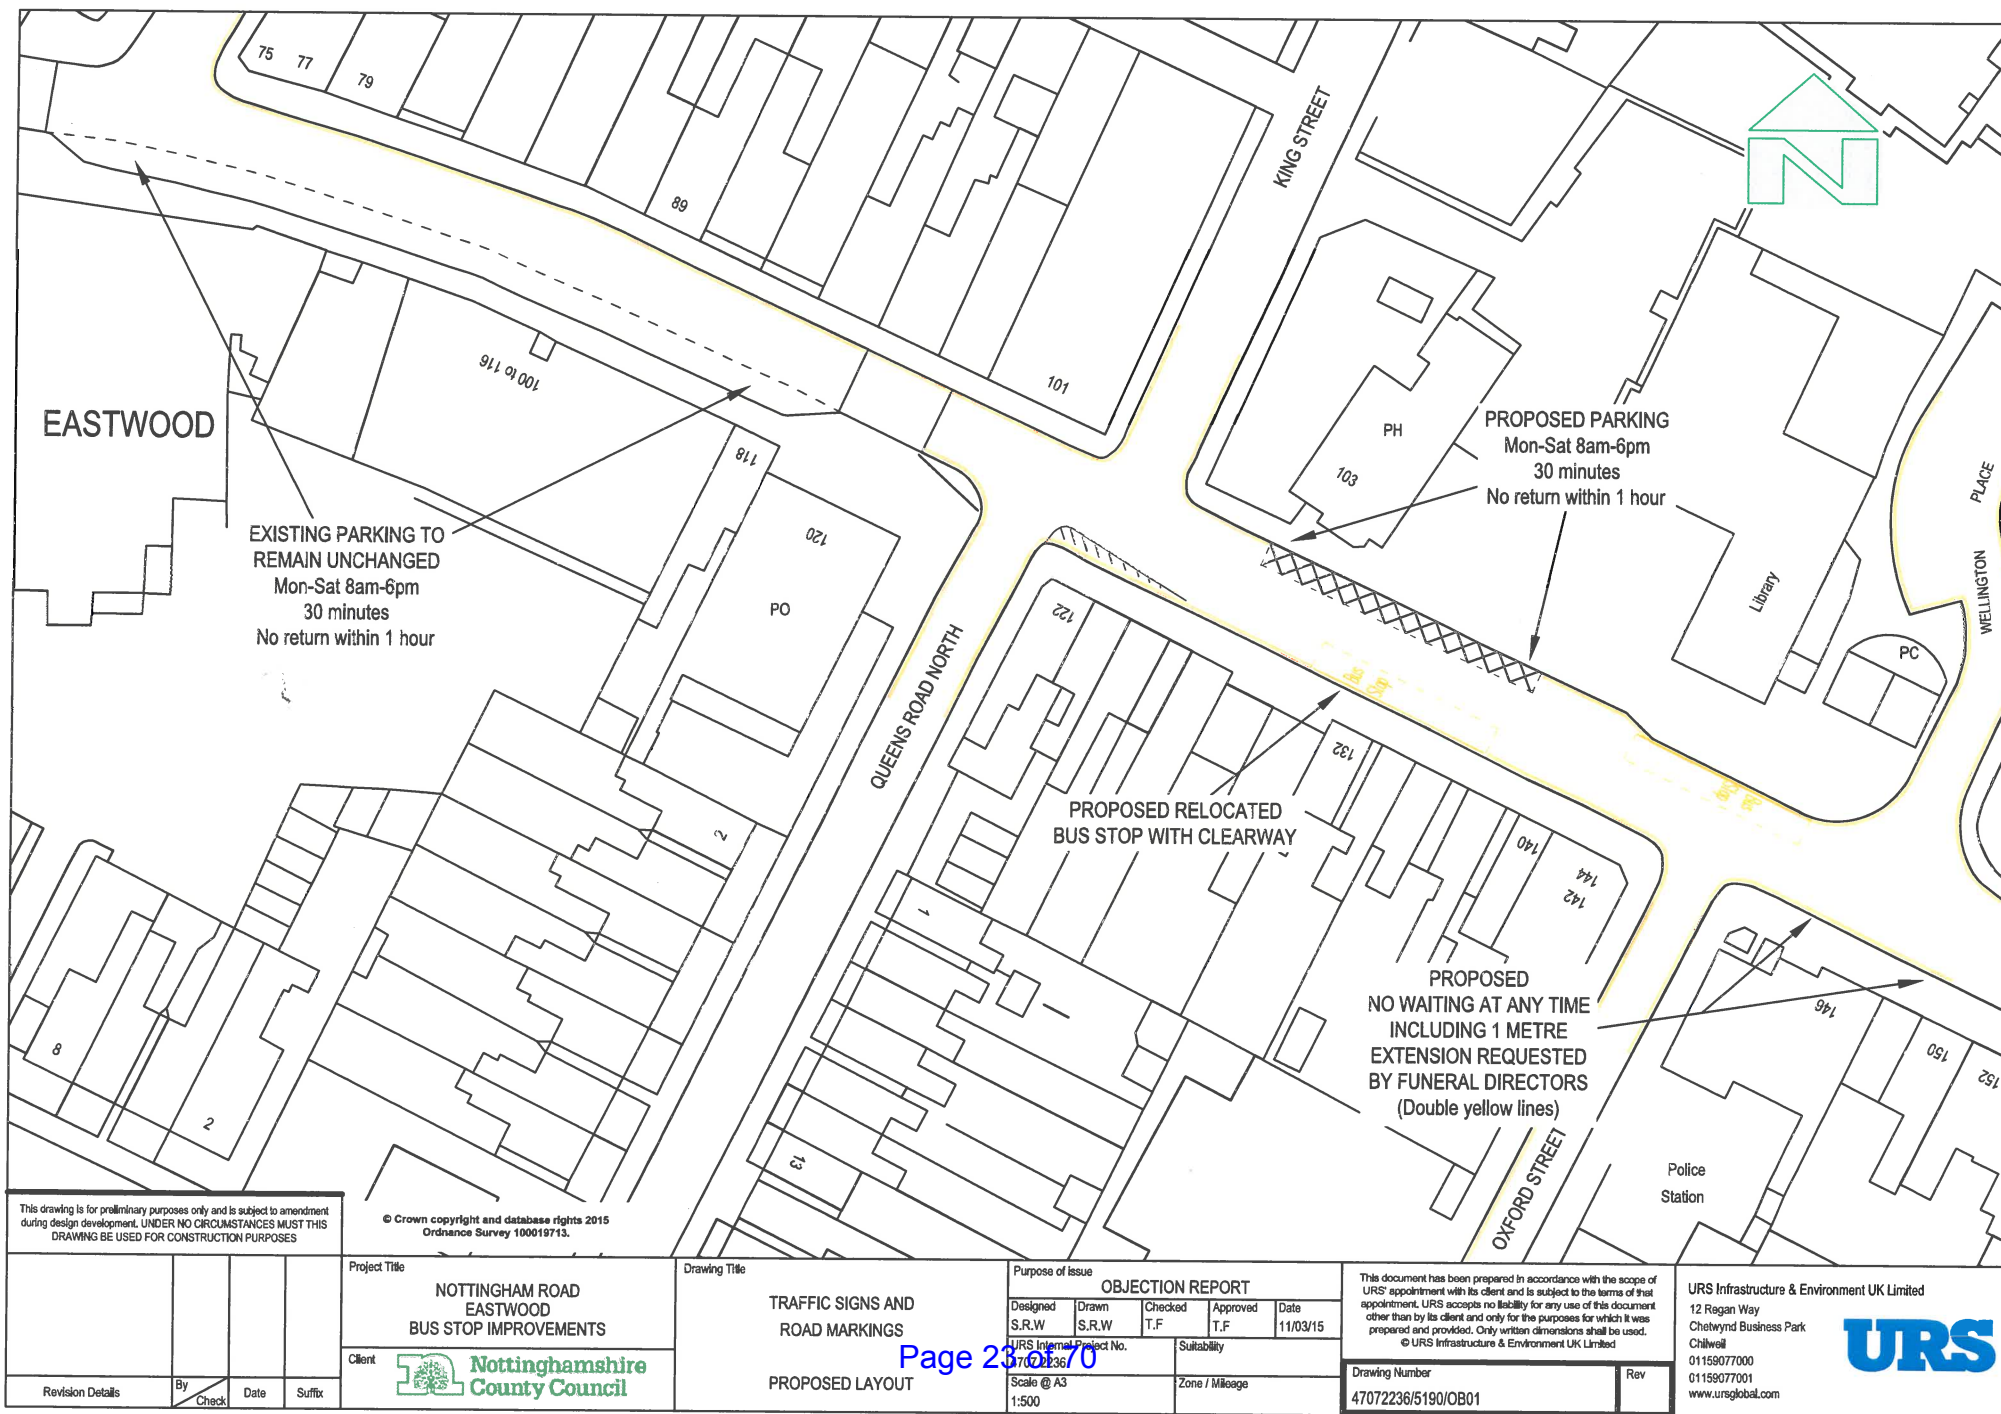 75
77
79
89
101
KING STREET
N
100 to 116
EASTWOOD
118
120
PO
PH
103
PROPOSED PARKING
Mon-Sat 8am-6pm
30 minutes
No return within 1 hour
EXISTING PARKING TO
REMAIN UNCHANGED
Mon-Sat 8am-6pm
30 minutes
No return within 1 hour
Library
WELLINGTON
PLACE
PC
QUEENS ROAD NORTH
122
Bus
Stop
132
PROPOSED RELOCATED
BUS STOP WITH CLEARWAY
Bus
Stop
140
144
142
2
1
8
2
13
PROPOSED
NO WAITING AT ANY TIME
INCLUDING 1 METRE
EXTENSION REQUESTED
BY FUNERAL DIRECTORS
(Double yellow lines)
146
150
152
OXFORD STREET
Police
Station
This drawing is for preliminary purposes only and is subject to amendment
during design development. UNDER NO CIRCUMSTANCES MUST THIS
DRAWING BE USED FOR CONSTRUCTION PURPOSES
© Crown copyright and database rights 2015
Ordnance Survey 100019713.
Revision Details
By
Check
Date
Suffix
Project Title
NOTTINGHAM ROAD
EASTWOOD
BUS STOP IMPROVEMENTS
Client
Nottinghamshire
County Council
Drawing Title
TRAFFIC SIGNS AND
ROAD MARKINGS
PROPOSED LAYOUT
Purpose of issue
OBJECTION REPORT
Designed
S.R.W
Drawn
S.R.W
Checked
T.F
Approved
T.F
Date
11/03/15
URS Internal Project No.
47072236
Suitability
Page 23 of 70
Scale @ A3
1:500
Zone / Mileage
This document has been prepared in accordance with the scope of
URS' appointment with its client and is subject to the terms of that
appointment. URS accepts no liability for any use of this document
other than by its client and only for the purposes for which it was
prepared and provided. Only written dimensions shall be used.
© URS Infrastructure & Environment UK Limited
Drawing Number
47072236/5190/OB01
Rev
URS Infrastructure & Environment UK Limited
12 Regan Way
Chetwynd Business Park
Chilwell
01159077000
01159077001
www.ursglobal.com
URS